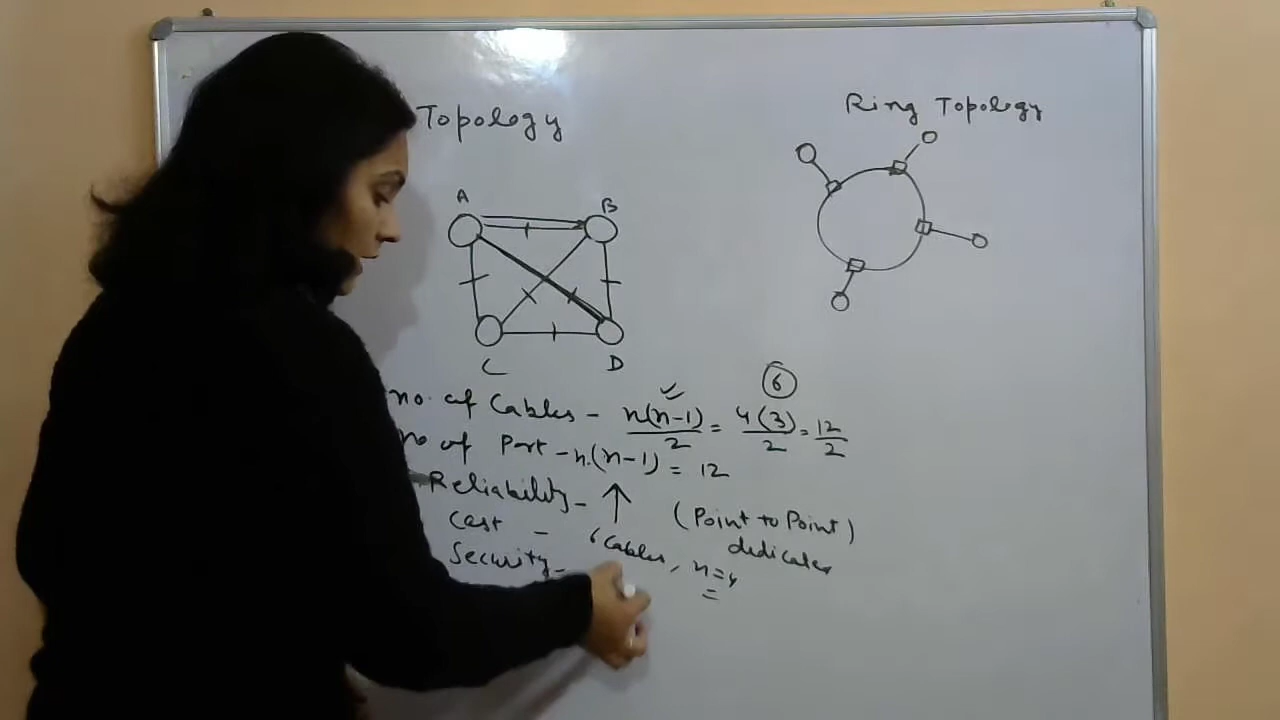 Topology
Ring Topology
A
B
C
D
6
no. of Cables - n(n-1)/2 = 4(3)/2 = 12/2
no of Port - n.(n-1) = 12
Reliability - ↑ (Point to Point)
Cost - dedicated
Security - 6 Cables, n=4